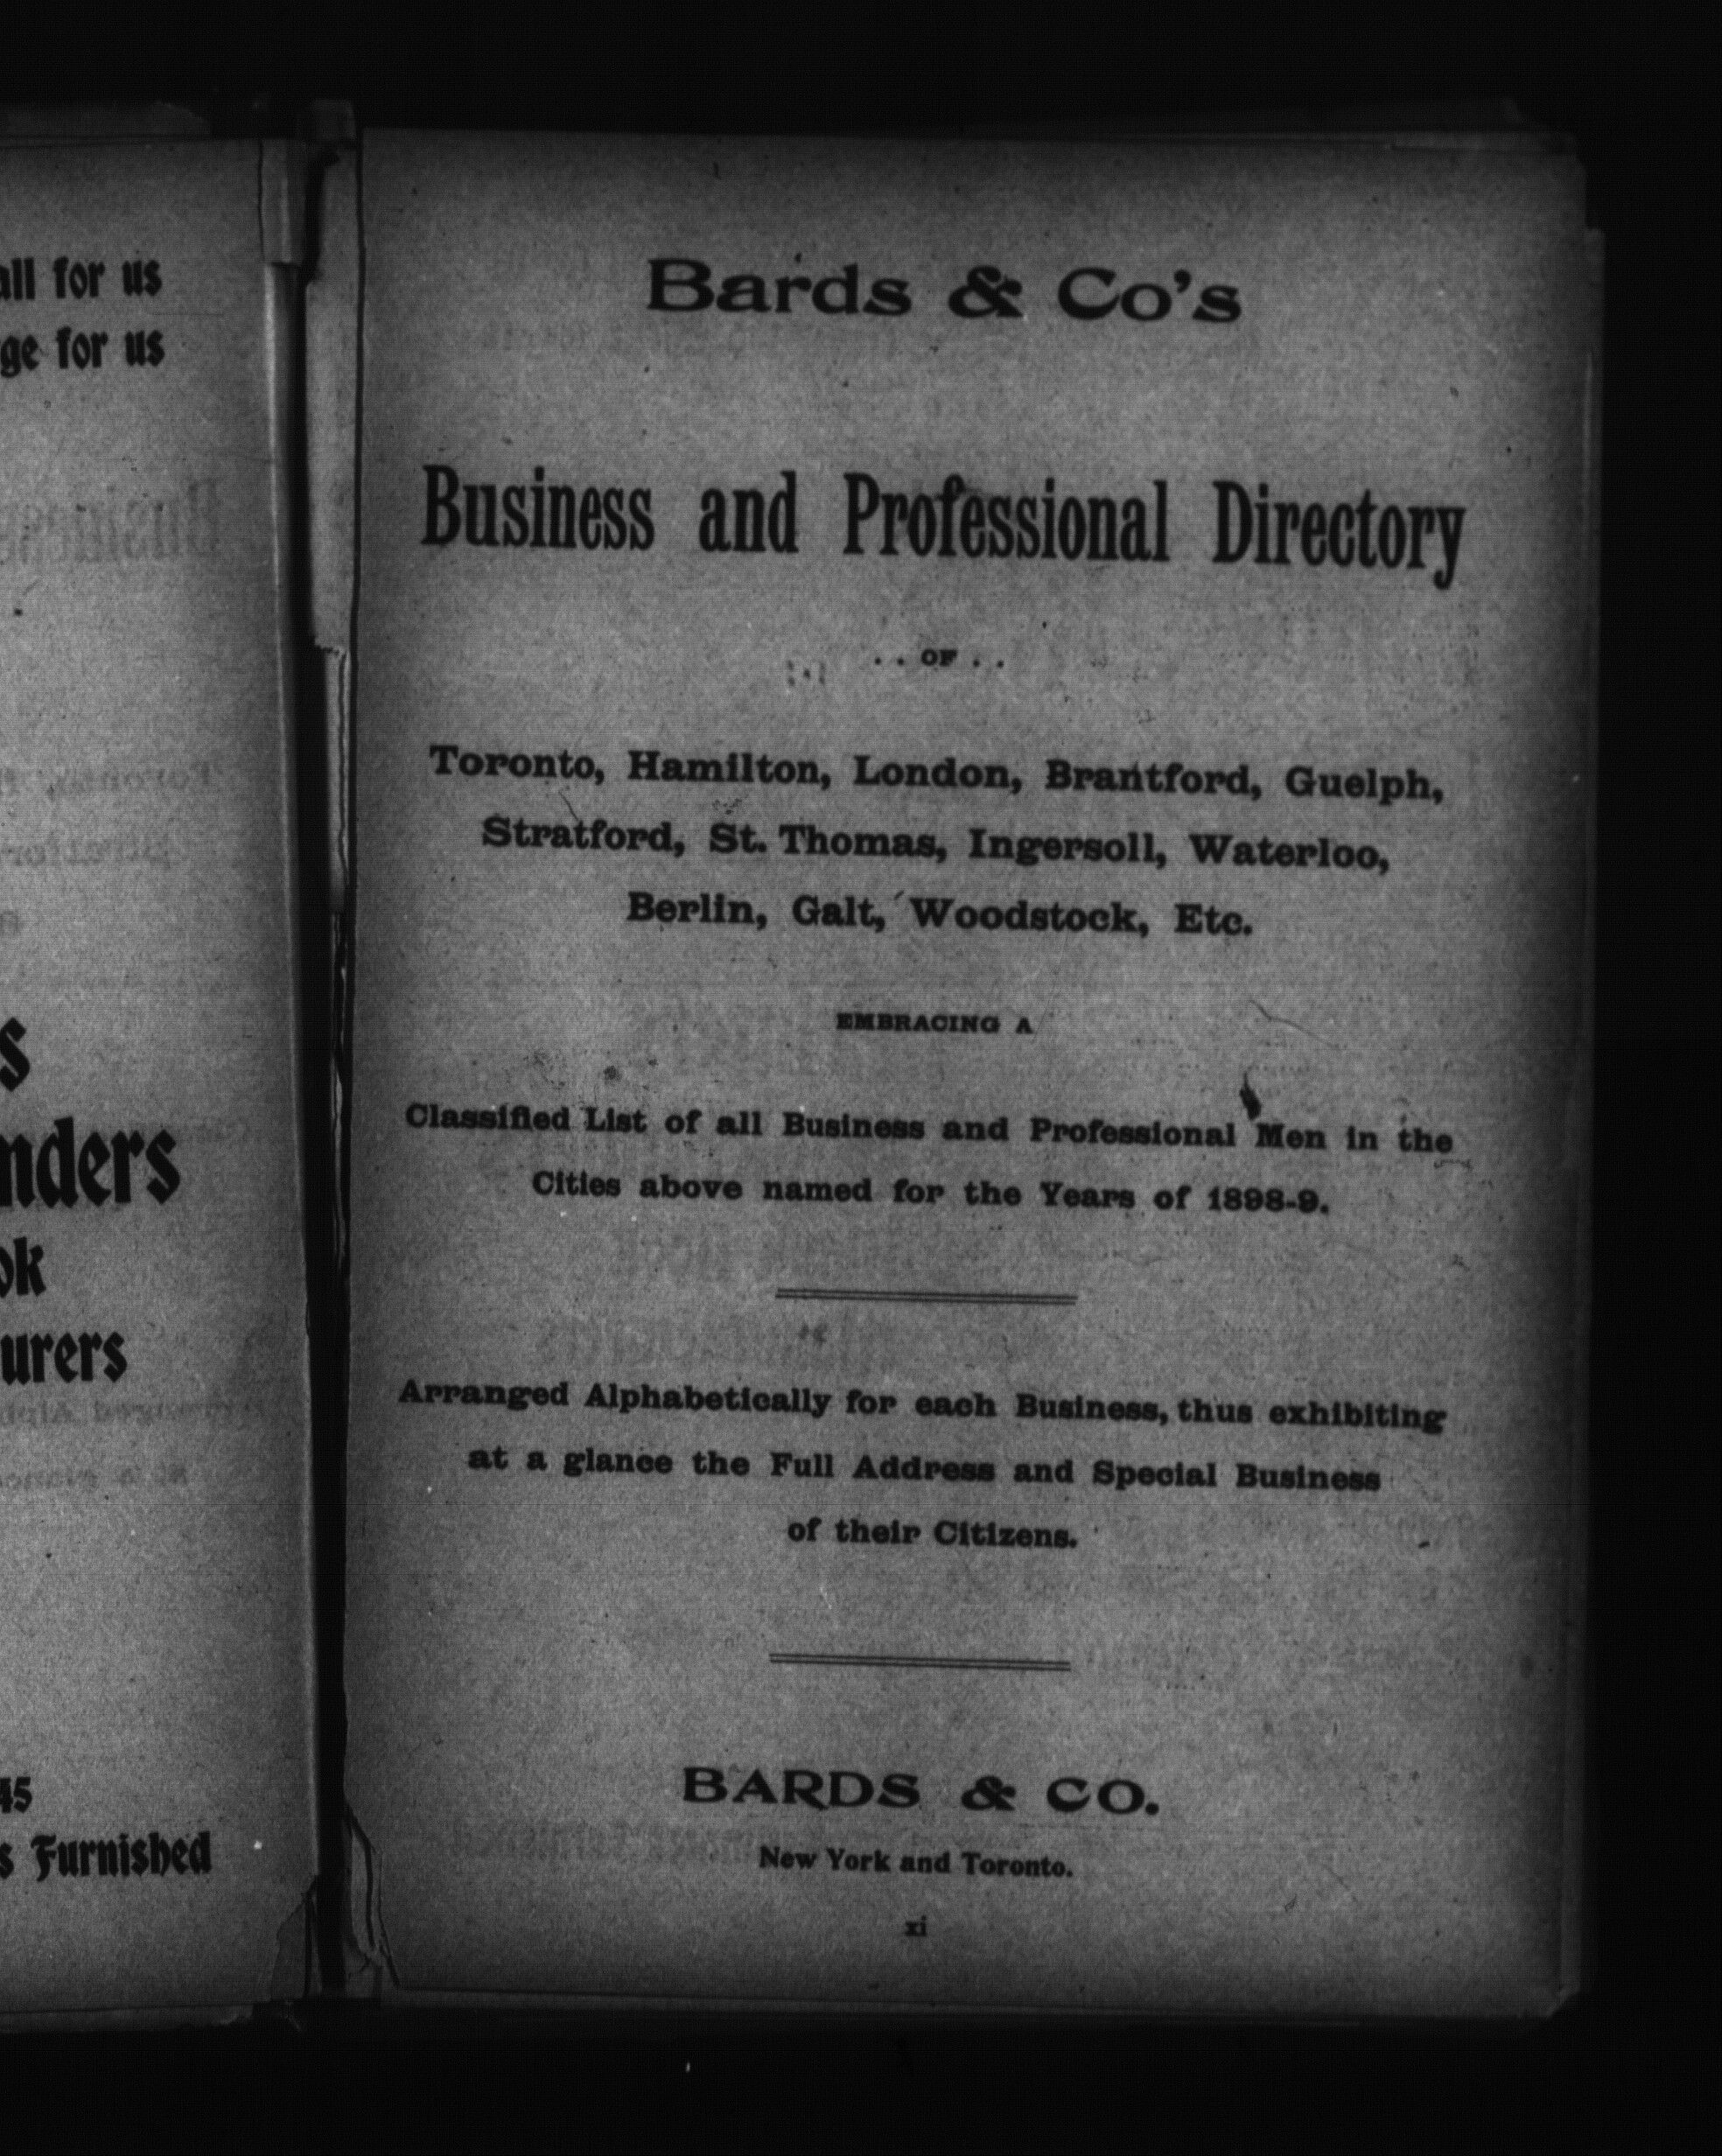 all for us
ge for us
s
nders
ok
urers
45
s Furnished
Bards & Co's
Business and Professional Directory
. . OF . .
Toronto, Hamilton, London, Brantford, Guelph,
Stratford, St. Thomas, Ingersoll, Waterloo,
Berlin, Galt, Woodstock, Etc.
EMBRACING A
Classified List of all Business and Professional Men in the
Cities above named for the Years of 1898-9.
Arranged Alphabetically for each Business, thus exhibiting
at a glance the Full Address and Special Business
of their Citizens.
BARDS & CO.
New York and Toronto.
xi